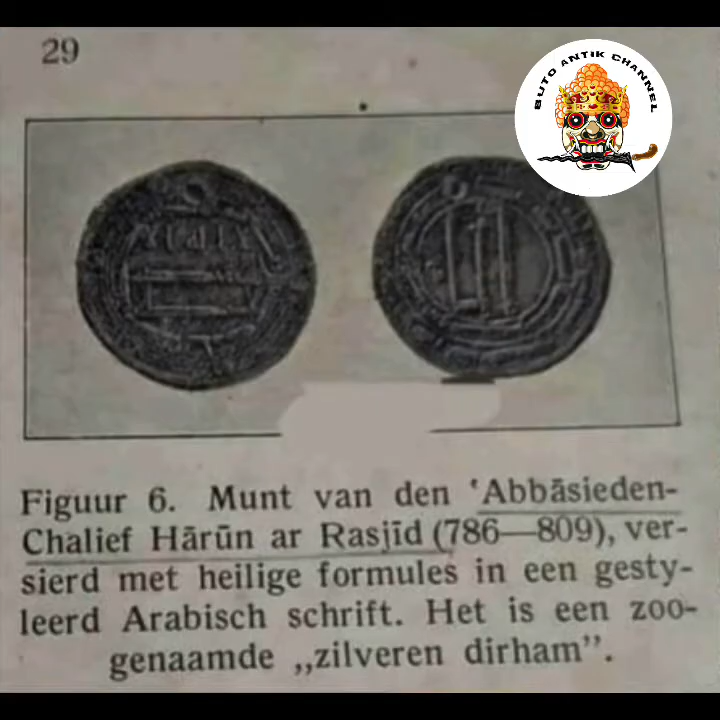 29
BUTO ANTIK CHANNEL
Figuur 6. Munt van den ʽAbbāsieden-
Chalief Hārūn ar Rasjīd (786—809), ver-
sierd met heilige formules in een gesty-
leerd Arabisch schrift. Het is een zoo-
genaamde „zilveren dirham”.